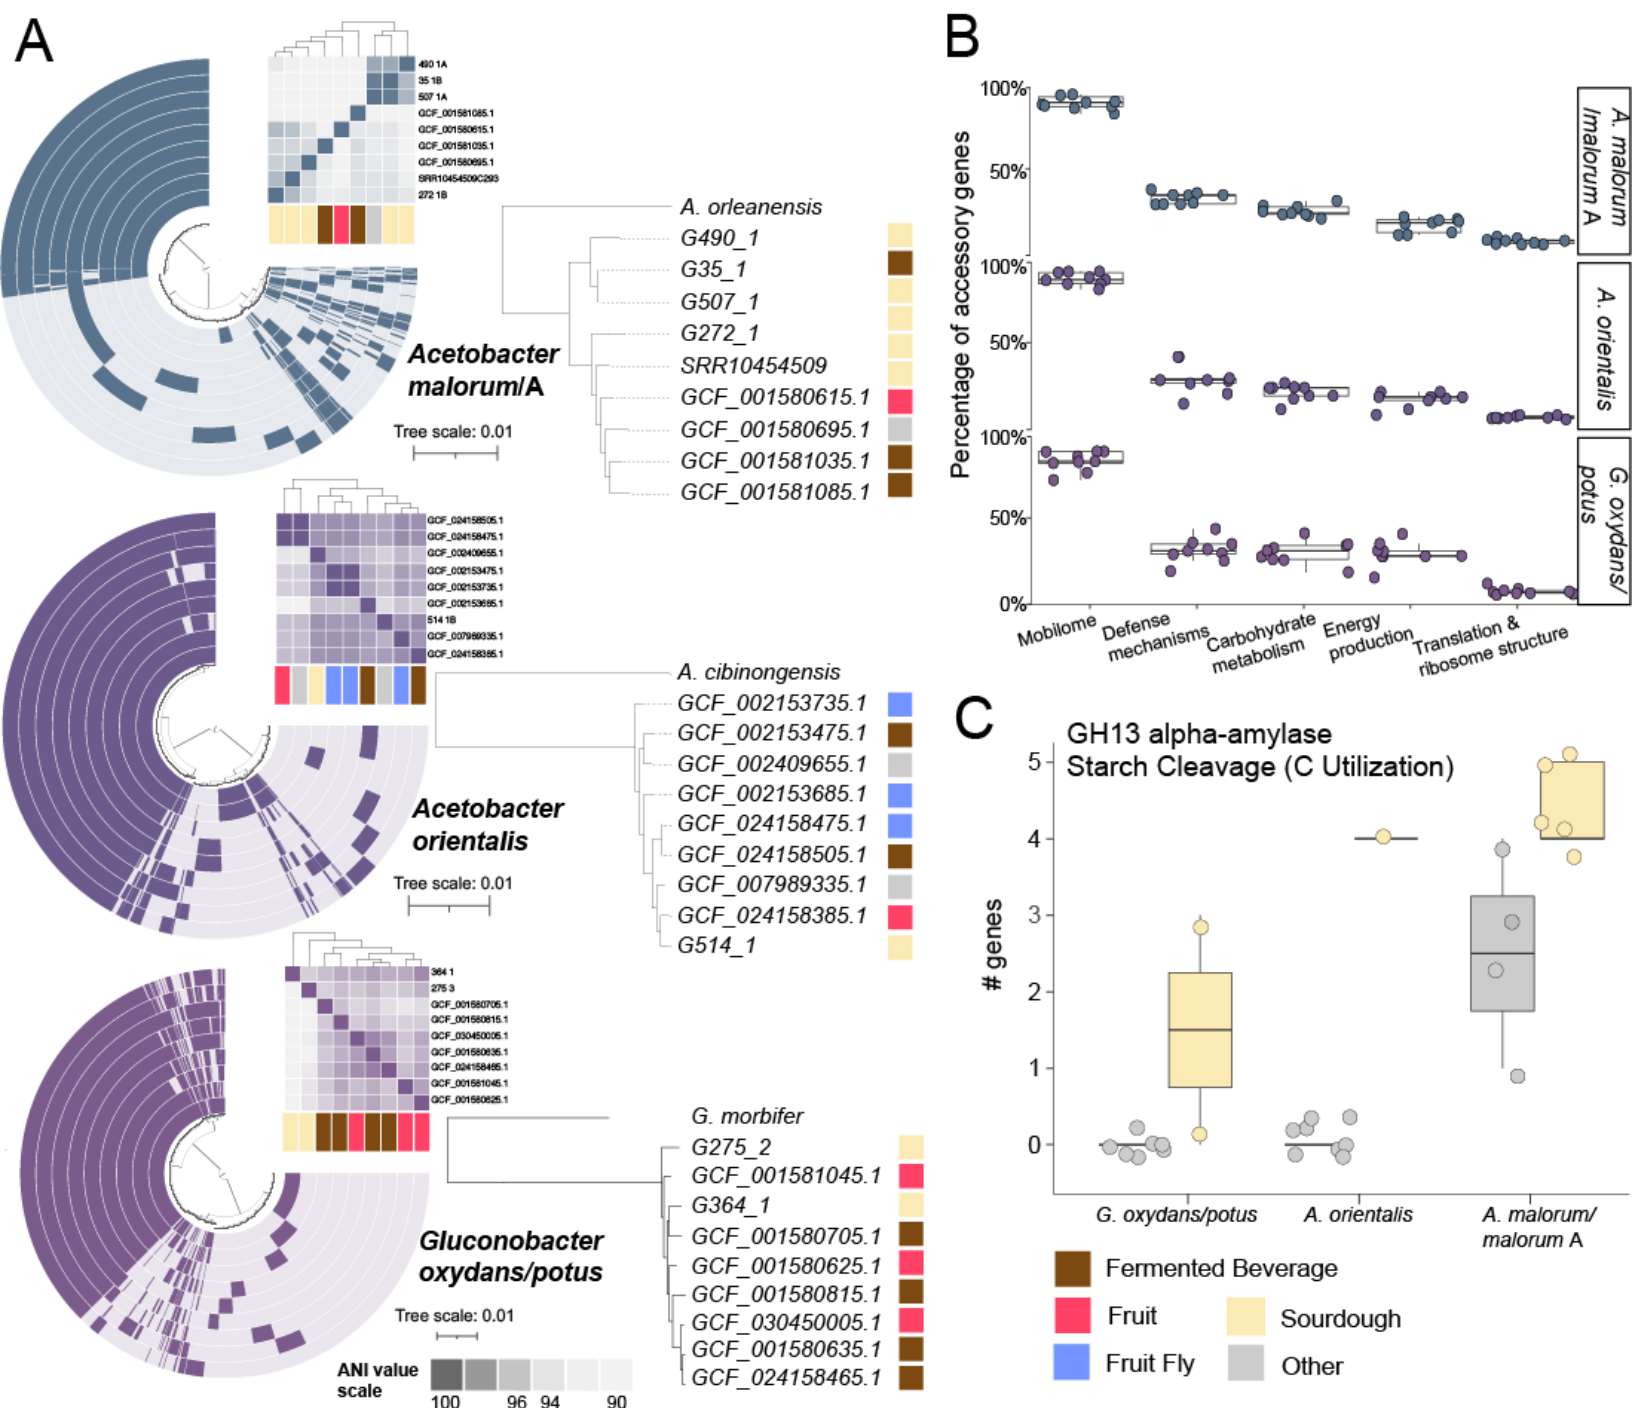 A
490 1A
35 1B
507 1A
GCF_001581085.1
GCF_001580615.1
GCF_001581035.1
GCF_001580695.1
SRR10454509C293
272 1B
Acetobacter
malorum/A
Tree scale: 0.01
A. orleanensis
G490_1
G35_1
G507_1
G272_1
SRR10454509
GCF_001580615.1
GCF_001580695.1
GCF_001581035.1
GCF_001581085.1
GCF_024158505.1
GCF_024158475.1
GCF_002409655.1
GCF_002153475.1
GCF_002153735.1
GCF_002153685.1
514 1B
GCF_007989335.1
GCF_024158385.1
Acetobacter
orientalis
Tree scale: 0.01
A. cibinongensis
GCF_002153735.1
GCF_002153475.1
GCF_002409655.1
GCF_002153685.1
GCF_024158475.1
GCF_024158505.1
GCF_007989335.1
GCF_024158385.1
G514_1
364 1
275 3
GCF_001580705.1
GCF_001580815.1
GCF_030450005.1
GCF_001580635.1
GCF_024158465.1
GCF_001581045.1
GCF_001580625.1
Gluconobacter
oxydans/potus
Tree scale: 0.01
G. morbifer
G275_2
GCF_001581045.1
G364_1
GCF_001580705.1
GCF_001580625.1
GCF_001580815.1
GCF_030450005.1
GCF_001580635.1
GCF_024158465.1
ANI value
scale
100 96 94 90
B
Percentage of accessory genes
100%
50%
100%
50%
100%
50%
0%
A. malorum
lmalorum A
A. orientalis
G. oxydans/
potus
Mobilome
Defense
mechanisms
Carbohydrate
metabolism
Energy
production
Translation &
ribosome structure
C
GH13 alpha-amylase
Starch Cleavage (C Utilization)
# genes
5
4
3
2
1
0
G. oxydans/potus
A. orientalis
A. malorum/
malorum A
Fermented Beverage
Fruit
Sourdough
Fruit Fly
Other